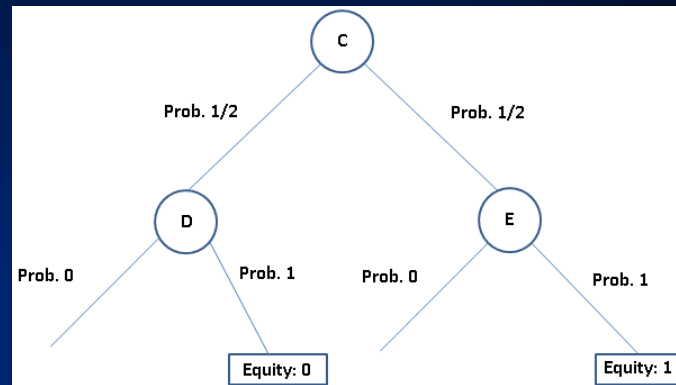 C
Prob. 1/2
Prob. 1/2
D
E
Prob. 0
Prob. 1
Prob. 0
Prob. 1
Equity: 0
Equity: 1